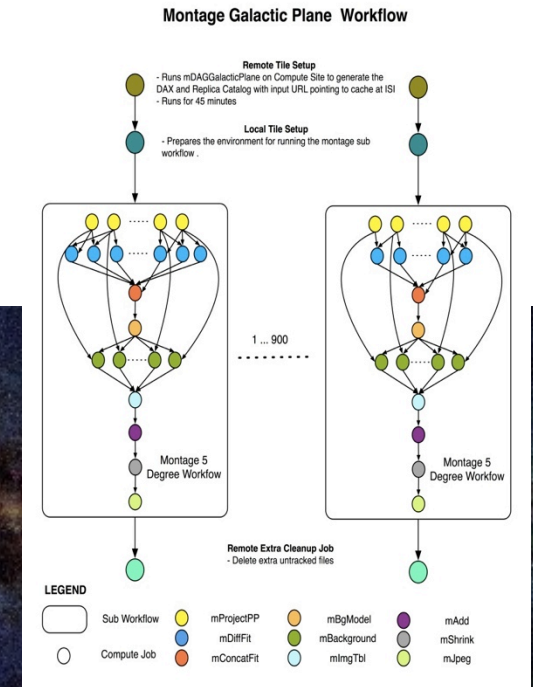 Montage Galactic Plane Workflow
Remote Tile Setup
- Runs mDAGGalacticPlane on Compute Site to generate the
DAX and Replica Catalog with input URL pointing to cache at ISI
- Runs for 45 minutes
Local Tile Setup
- Prepares the environment for running the montage sub
workflow .
1 ... 900
Montage 5
Degree Workfow
Montage 5
Degree Workfow
Remote Extra Cleanup Job
- Delete extra untracked files
LEGEND
Sub Workflow
mProjectPP
mBgModel
mAdd
mDiffFit
mBackground
mShrink
Compute Job
mConcatFit
mImgTbl
mJpeg